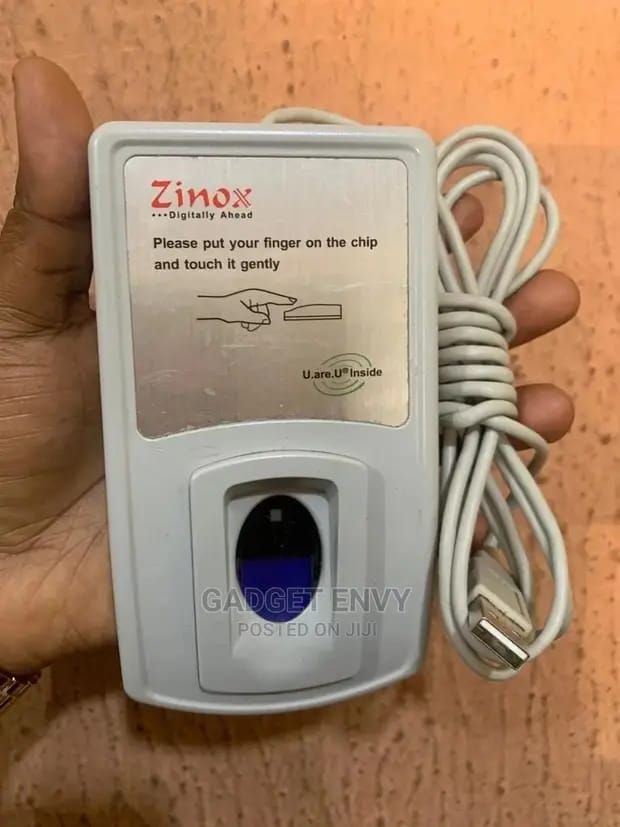 Zinox
•••Digitally Ahead
Please put your finger on the chip
and touch it gently
U.are.U® Inside
GADGET ENVY
POSTED ON JIJI